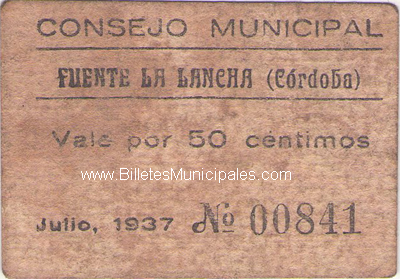 CONSEJO MUNICIPAL
FUENTE LA LANCHA (Córdoba)
Vale por 50 céntimos
www.BilletesMunicipales.com
Julio, 1937 Nº 00841